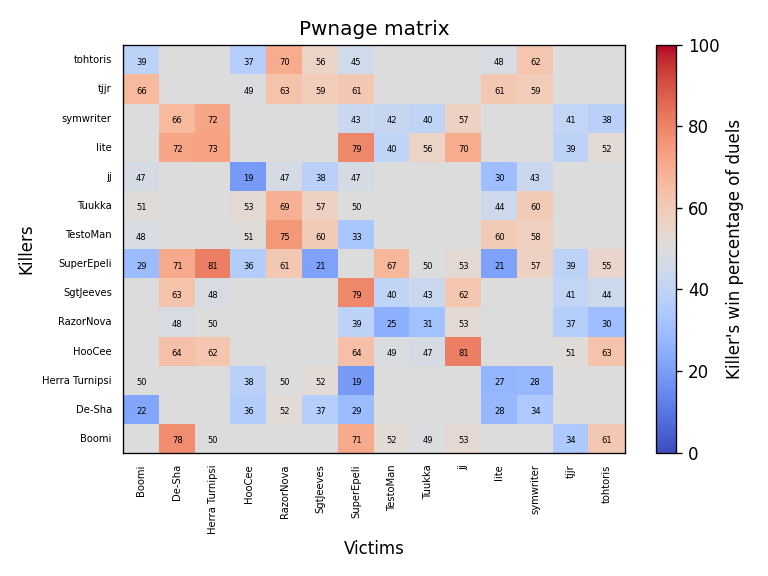 Pwnage matrix
tohtoris 39 37 70 56 45 48 62
tjjr 66 49 63 59 61 61 59
symwriter 66 72 43 42 40 57 41 38
lite 72 73 79 40 56 70 39 52
jj 47 19 47 38 47 30 43
Tuukka 51 53 69 57 50 44 60
TestoMan 48 51 75 60 33 60 58
SuperEpeli 29 71 81 36 61 21 67 50 53 21 57 39 55
SgtJeeves 63 48 79 40 43 62 41 44
RazorNova 48 50 39 25 31 53 37 30
HooCee 64 62 64 49 47 81 51 63
Herra Turnipsi 50 38 50 52 19 27 28
De-Sha 22 36 52 37 29 28 34
Boomi 78 50 71 52 49 53 34 61
Killers
Boomi
De-Sha
Herra Turnipsi
HooCee
RazorNova
SgtJeeves
SuperEpeli
TestoMan
Tuukka
jj
lite
symwriter
tjjr
tohtoris
Victims
100
80
60
40
20
0
Killer's win percentage of duels